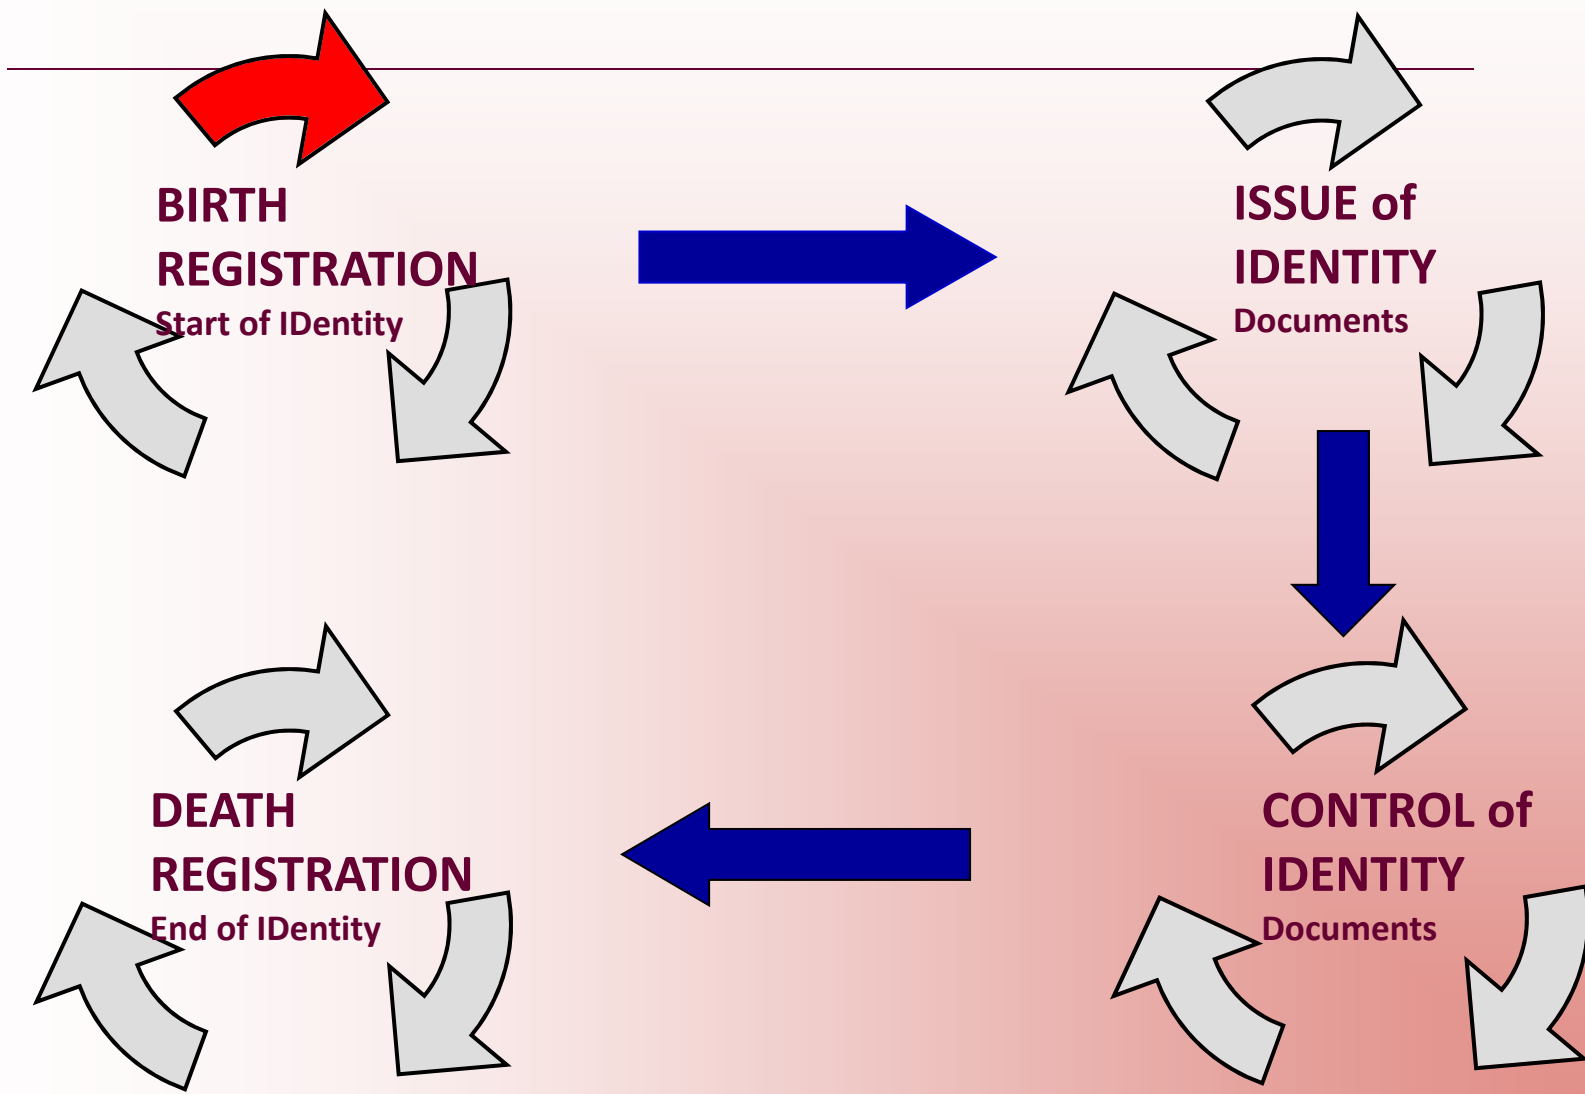 BIRTH
REGISTRATION
Start of IDentity
ISSUE of
IDENTITY
Documents
DEATH
REGISTRATION
End of IDentity
CONTROL of
IDENTITY
Documents